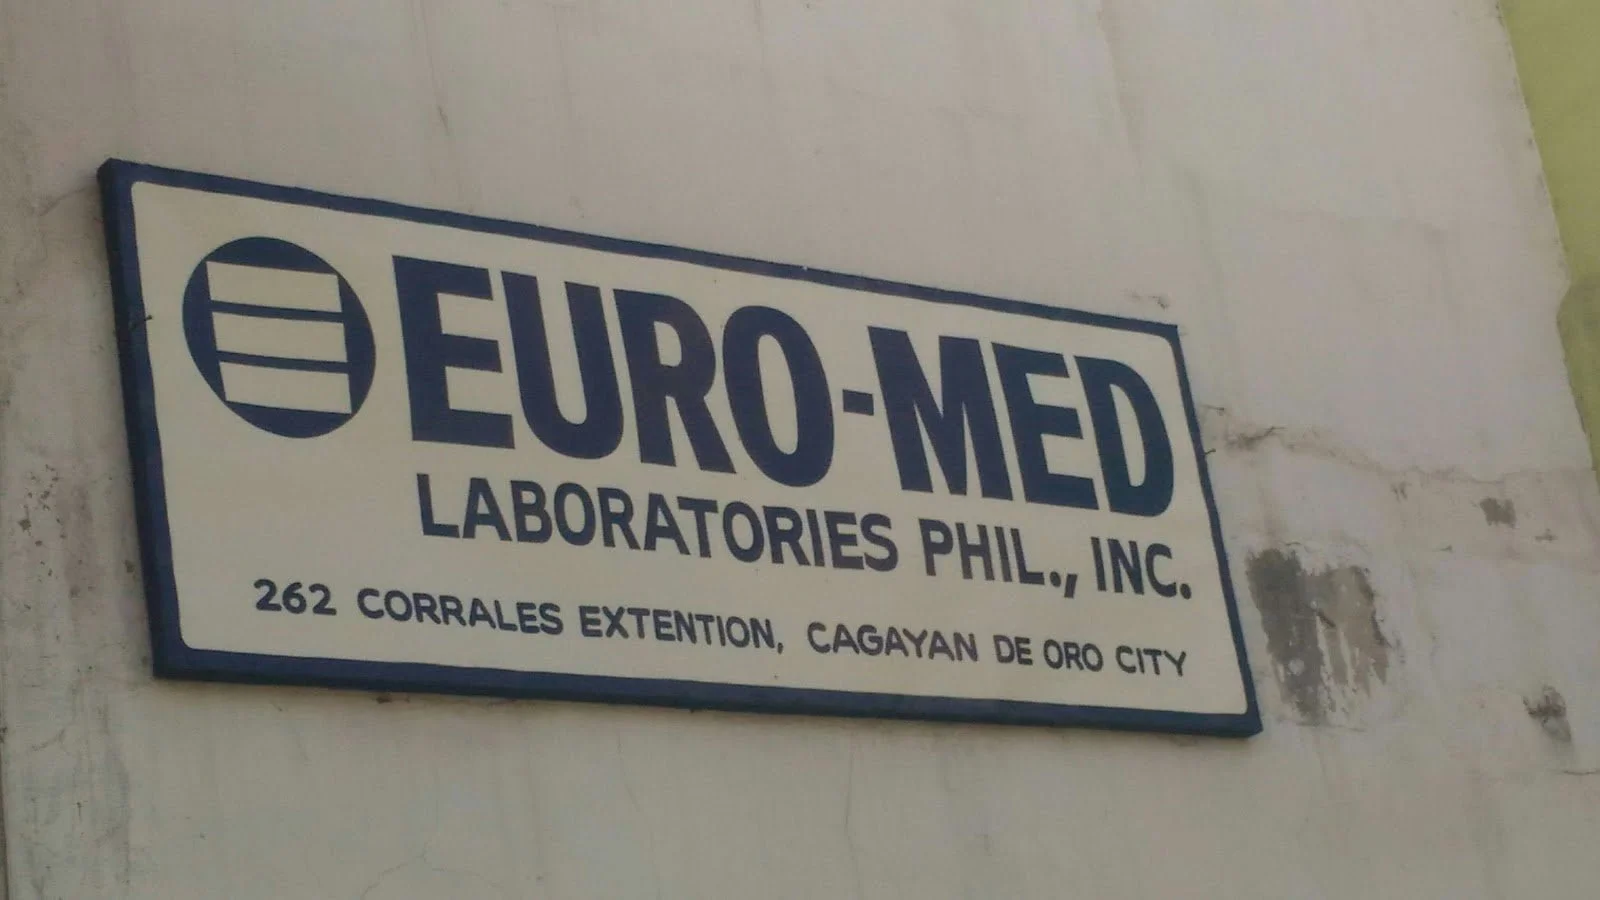 EURO-MED
LABORATORIES PHIL., INC.
262 CORRALES EXTENTION, CAGAYAN DE ORO CITY